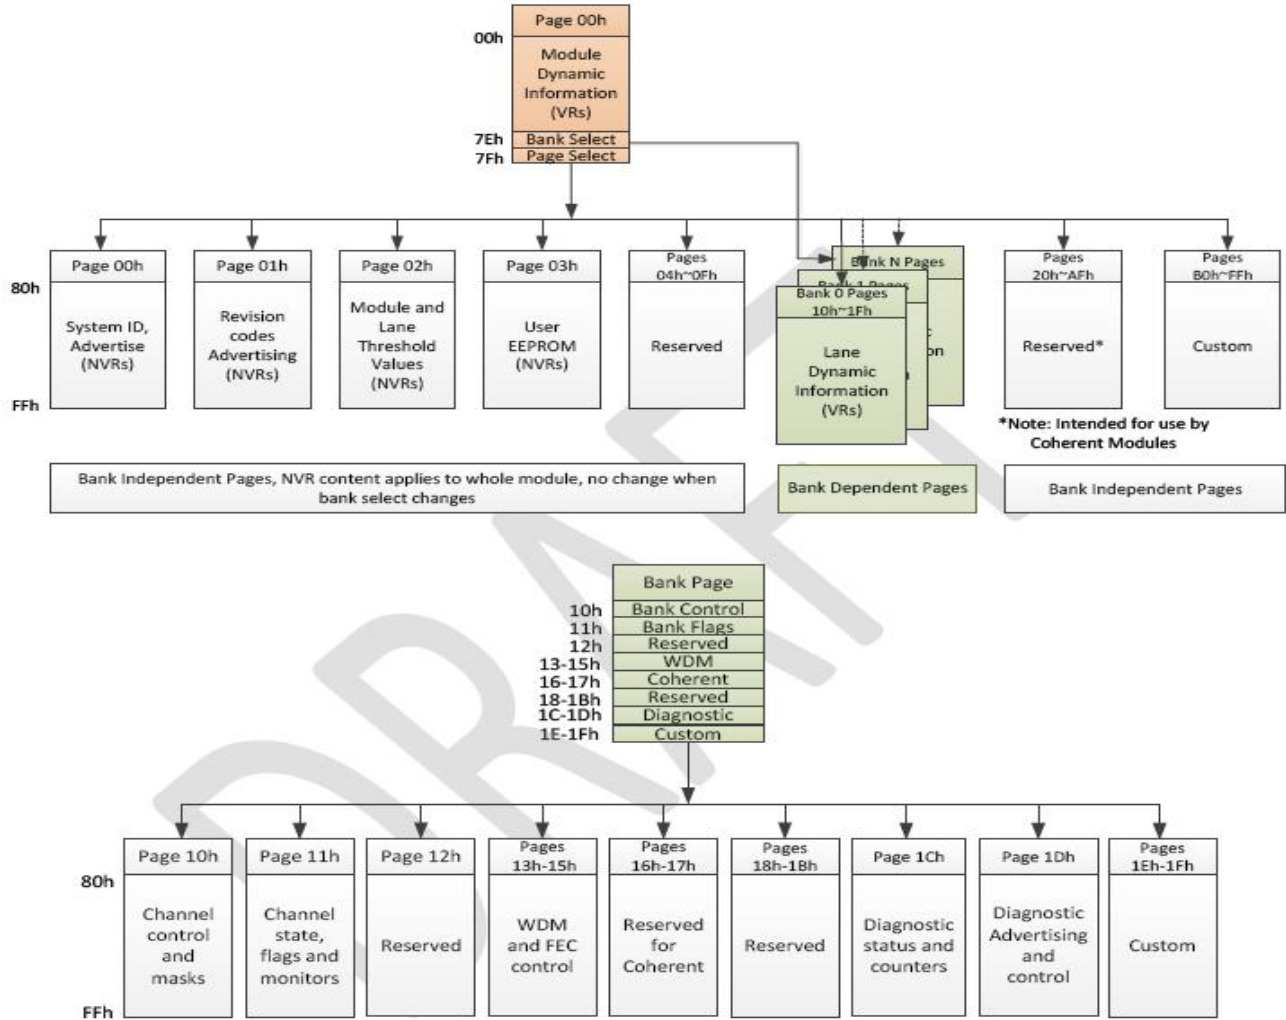 Page 00h
00h
Module
Dynamic
Information
(VRs)
7Eh
Bank Select
7Fh
Page Select
Page 00h
Page 01h
Page 02h
Page 03h
Pages
04h~0Fh
Bank N Pages
Bank 1 Pages
Bank 0 Pages
10h~1Fh
Pages
20h~AFh
Pages
B0h~FFh
80h
System ID,
Advertise
(NVRs)
Revision
codes
Advertising
(NVRs)
Module and
Lane
Threshold
Values
(NVRs)
User
EEPROM
(NVRs)
Reserved
Lane
Dynamic
Information
(VRs)
c
on
Reserved*
Custom
FFh
*Note: Intended for use by
Coherent Modules
Bank Independent Pages, NVR content applies to whole module, no change when
bank select changes
Bank Dependent Pages
Bank Independent Pages
DRAFT
Bank Page
10h
Bank Control
11h
Bank Flags
12h
Reserved
13-15h
WDM
16-17h
Coherent
18-1Bh
Reserved
1C-1Dh
Diagnostic
1E-1Fh
Custom
Page 10h
Page 11h
Page 12h
Pages
13h-15h
Pages
16h-17h
Pages
18h-1Bh
Page 1Ch
Page 1Dh
Pages
1Eh-1Fh
80h
Channel
control
and
masks
Channel
state,
flags and
monitors
Reserved
WDM
and FEC
control
Reserved
for
Coherent
Reserved
Diagnostic
status and
counters
Diagnostic
Advertising
and
control
Custom
FFh